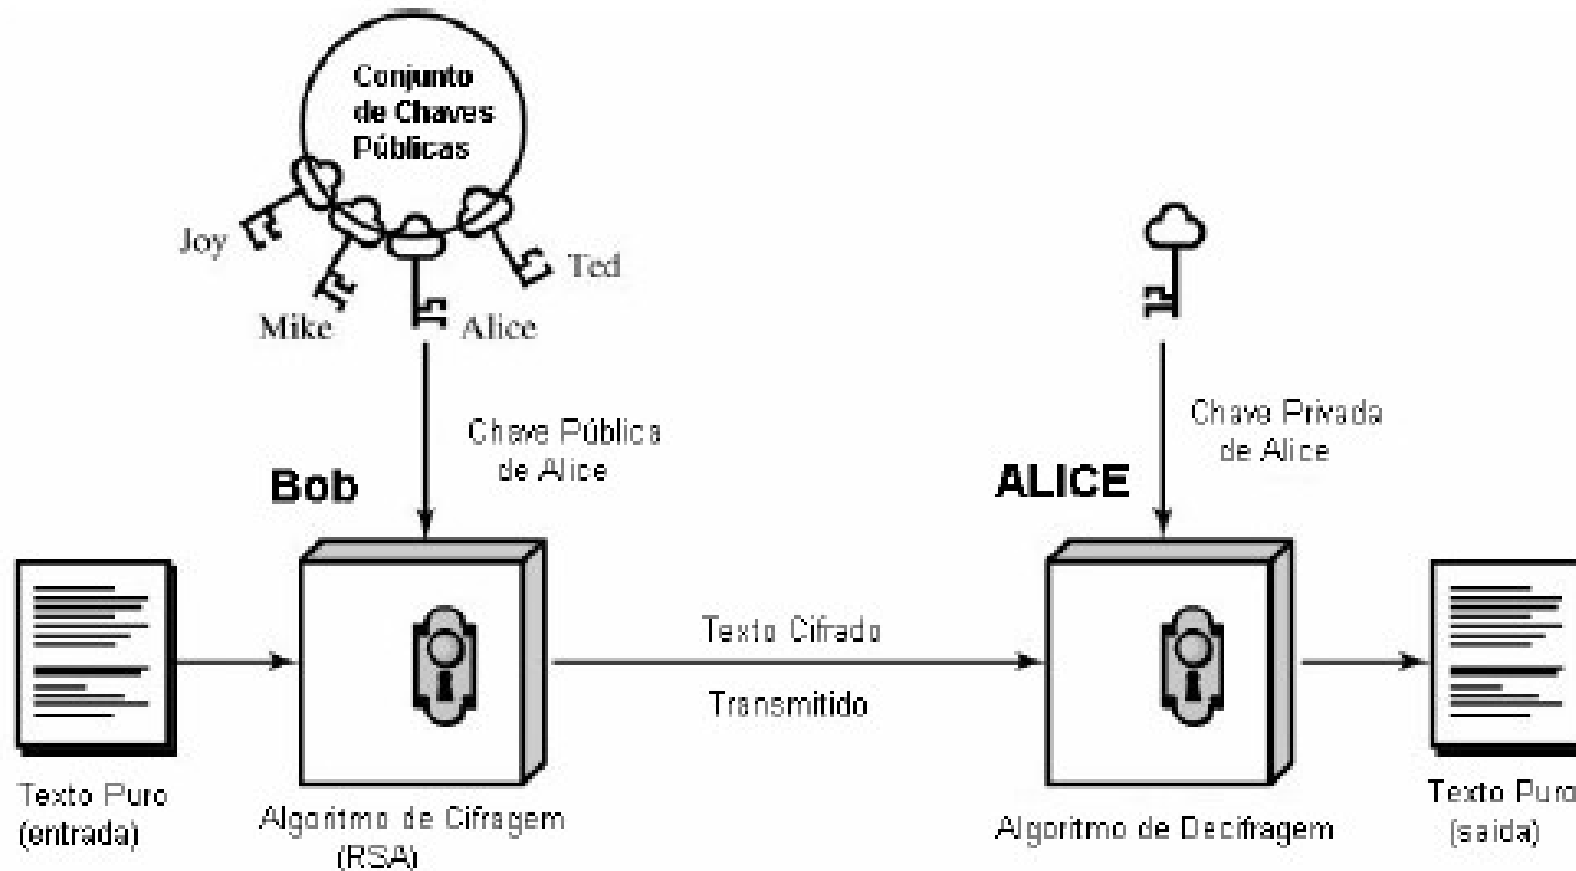 Conjunto
de Chaves
Públicas
Joy
Mike
Alice
Ted
Chave Pública
de Alice
Chave Privada
de Alice
Bob
ALICE
Texto Cifrado
Transmitido
Texto Puro
(entrada)
Algoritmo de Cifragem
(RSA)
Algoritmo de Decifragem
Texto Puro
(saida)